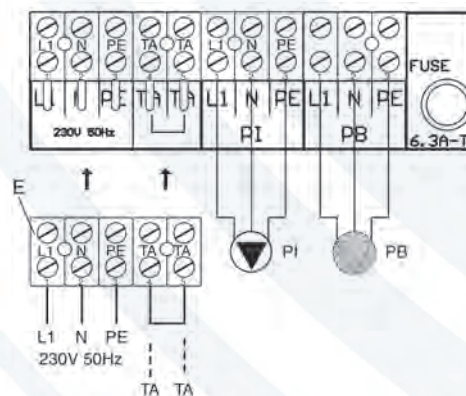 L1 N PE TA TA L1 N PE
FUSE
L1 N PE TA TA L1 N PE L1 N PE
230V 50Hz PI PB 6.3A-T
E
L1 N PE TA TA
PI PB
L1 N PE
230V 50Hz
TA TA